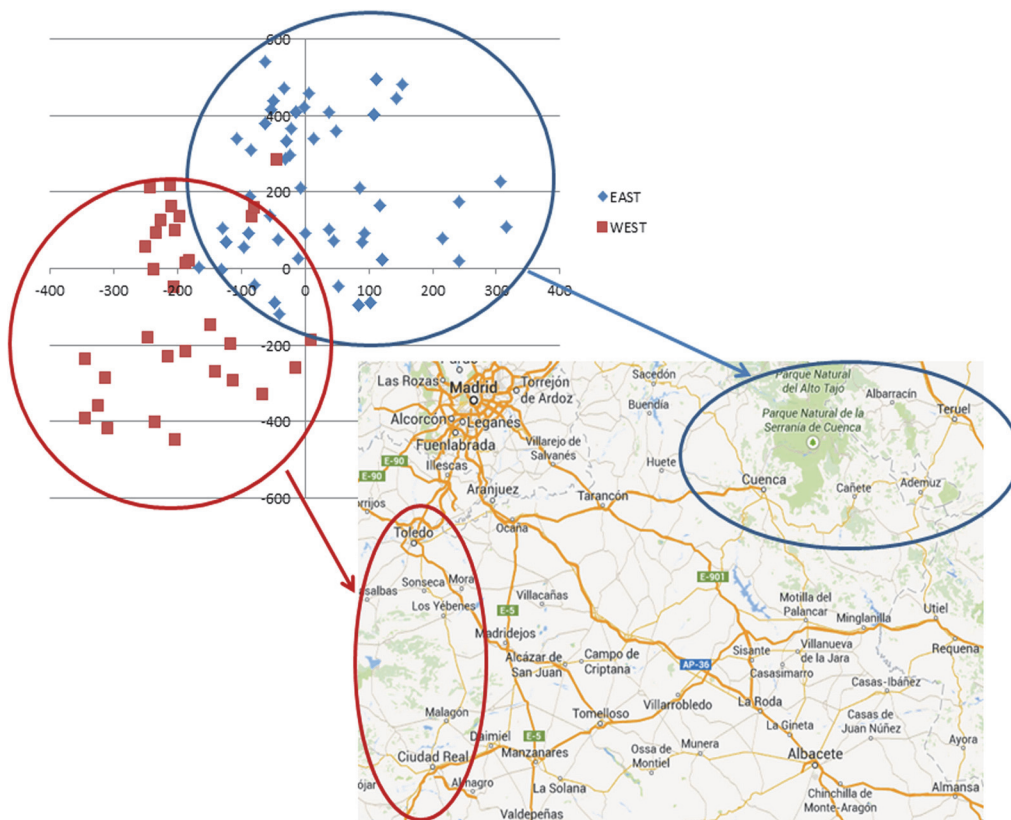 600
400
200
0
-400
-300
-200
-100
0
100
200
300
400
-200
-400
-600
EAST
WEST
Las Rozas
Madrid
Torrejón
de Ardoz
Alcorcón
Leganés
Fuenlabrada
E-90
E-90
Illescas
Aranjuez
Villarejo de
Salvanés
Sacedón
Buendía
Huete
Tarancón
Ocaña
Parque Natural
del Alto Tajo
Albarracín
Teruel
Parque Natural de la
Serranía de Cuenca
Cuenca
Cañete
Ademuz
orrijos
Toledo
Sonseca
Mora
asalbas
Los Yébenes
Villacañas
E-5
Madridejos
Alcázar de
San Juan
Campo de
Criptana
E-901
Motilla del
Palancar
Minglanilla
Utiel
Requena
Sisante
Villanueva
de la Jara
Casasimarro
AP-36
Casas-Ibáñez
Villarrobledo
La Roda
Malagón
Tomelloso
La Gineta
Casas de
Juan Núñez
Daimiel
E-5
Ciudad Real
Manzanares
Ossa de
Montiel
Munera
Albacete
Ayora
ójar
Almagro
La Solana
Chinchilla de
Monte-Aragón
Almansa
Valdepeñas